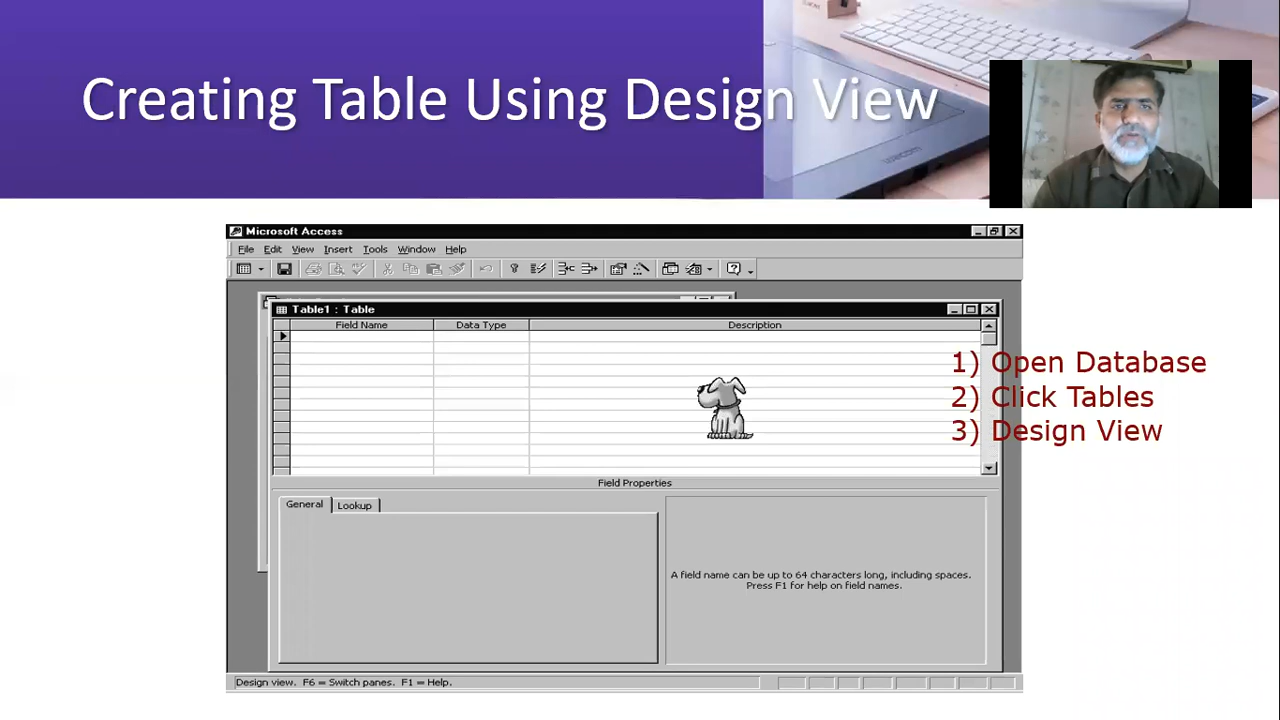 Creating Table Using Design View
Microsoft Access
File Edit View Insert Tools Window Help
Table1 : Table
Field Name Data Type Description
1) Open Database
2) Click Tables
3) Design View
Field Properties
General Lookup
A field name can be up to 64 characters long, including spaces.
Press F1 for help on field names.
Design view. F6 = Switch panes. F1 = Help.